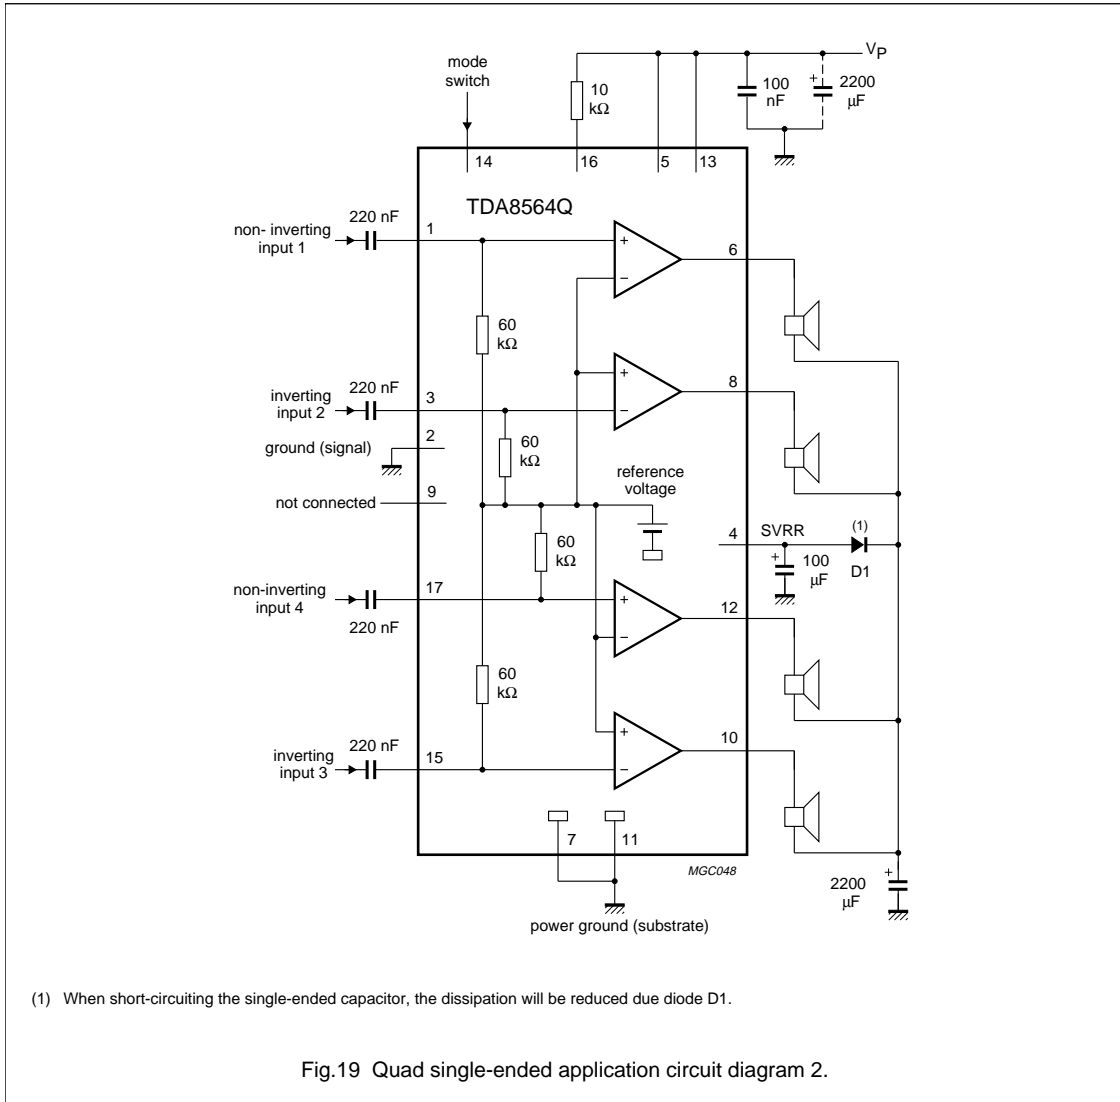 mode
switch
10
kΩ
100
nF
+
2200
μF
VP
14
16
5
13
TDA8564Q
non- inverting
input 1
220 nF
1
+
−
6
60
kΩ
inverting
input 2
220 nF
3
+
−
8
2
ground (signal)
60
kΩ
reference
voltage
9
not connected
4
SVRR
(1)
D1
+
100
μF
60
kΩ
non-inverting
input 4
220 nF
17
+
−
12
60
kΩ
inverting
input 3
220 nF
15
+
−
10
7
11
MGC048
+
2200
μF
power ground (substrate)
(1) When short-circuiting the single-ended capacitor, the dissipation will be reduced due diode D1.
Fig.19 Quad single-ended application circuit diagram 2.